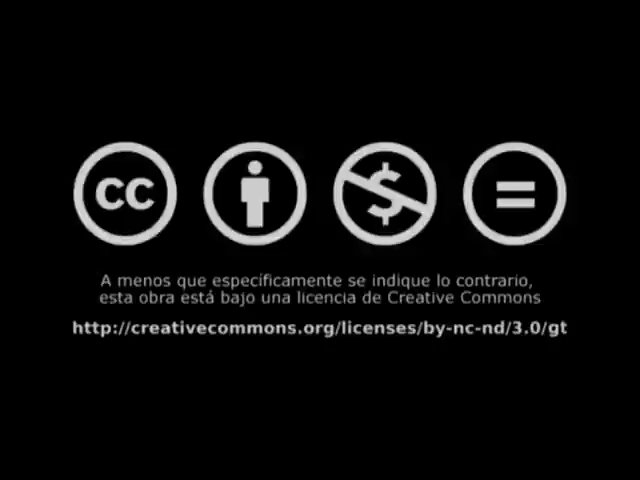 cc
$
=
A menos que específicamente se indique lo contrario,
esta obra está bajo una licencia de Creative Commons
http://creativecommons.org/licenses/by-nc-nd/3.0/gt